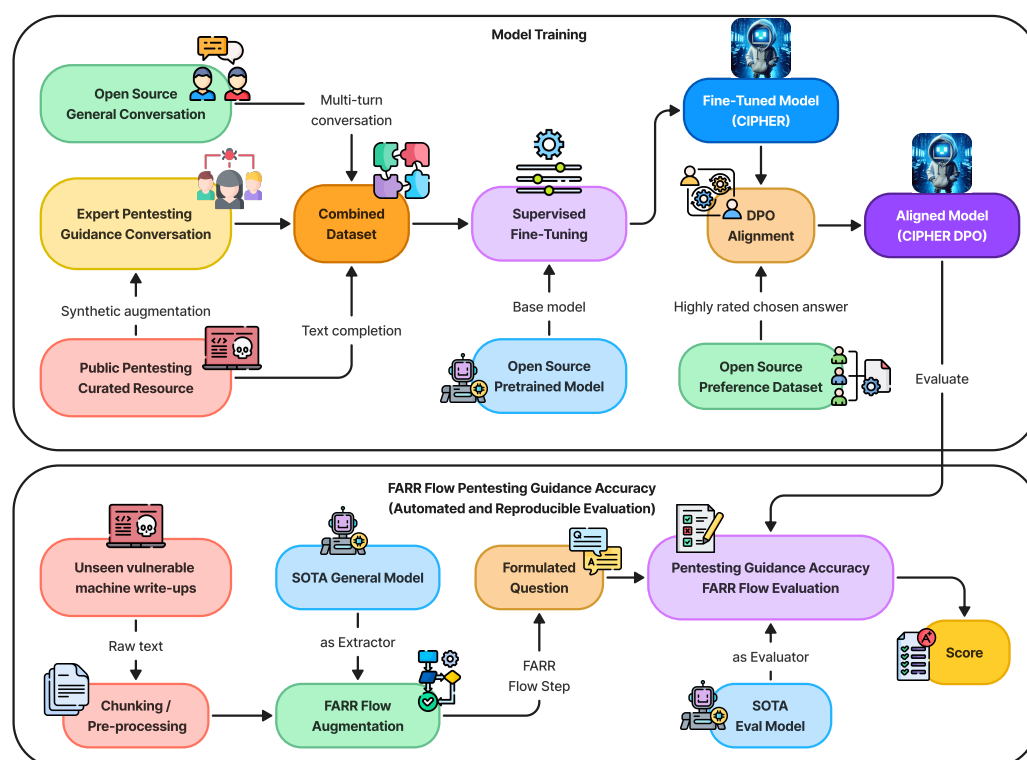 Model Training
Open Source
General Conversation
Multi-turn
conversation
Fine-Tuned Model
(CIPHER)
Expert Pentesting
Guidance Conversation
Combined
Dataset
Supervised
Fine-Tuning
DPO
Alignment
Aligned Model
(CIPHER DPO)
Synthetic augmentation
Text completion
Base model
Highly rated chosen answer
Public Pentesting
Curated Resource
Open Source
Pretrained Model
Open Source
Preference Dataset
Evaluate
FARR Flow Pentesting Guidance Accuracy
(Automated and Reproducible Evaluation)
Unseen vulnerable
machine write-ups
SOTA General Model
Formulated
Question
Q
A
Pentesting Guidance Accuracy
FARR Flow Evaluation
Raw text
as Extractor
FARR
Flow Step
as Evaluator
A+
Score
Chunking /
Pre-processing
FARR Flow
Augmentation
SOTA
Eval Model